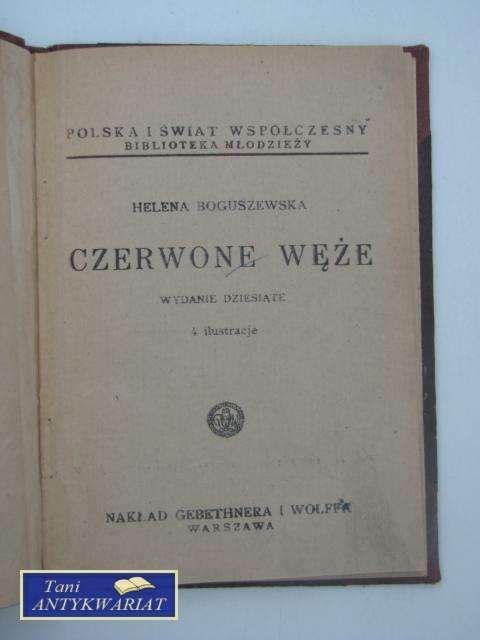 POLSKA I ŚWIAT WSPÓŁCZESNY
BIBLIOTEKA MŁODZIEŻY
HELENA BOGUSZEWSKA
CZERWONE WĘŻE
WYDANIE DZIESIĄTE
4 ilustracje
NAKŁAD GEBETHNERA I WOLFFA
WARSZAWA
Tani
ANTYKWARIAT